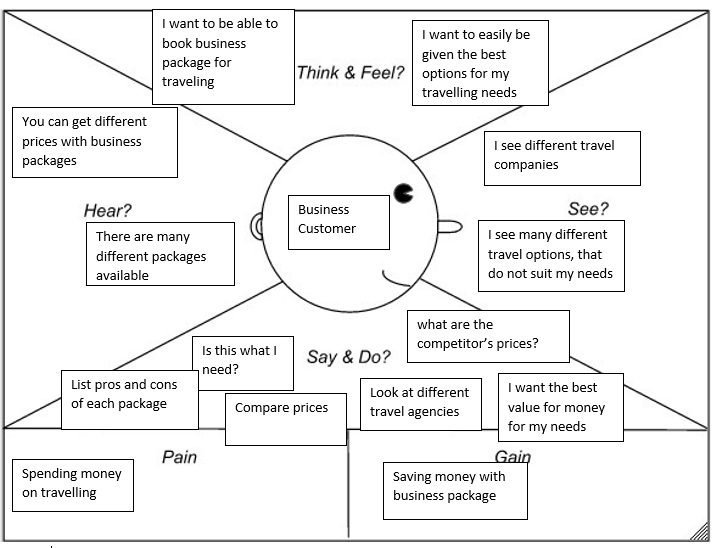 I want to be able to
book business
package for
traveling
Think & Feel?
I want to easily be
given the best
options for my
travelling needs
You can get different
prices with business
packages
I see different travel
companies
Hear?
See?
There are many
different packages
available
Business
Customer
I see many different
travel options, that
do not suit my needs
what are the
competitor's prices?
Is this what I
need?
Say & Do?
List pros and cons
of each package
Compare prices
Look at different
travel agencies
I want the best
value for money
for my needs
Pain
Gain
Spending money
on travelling
Saving money with
business package